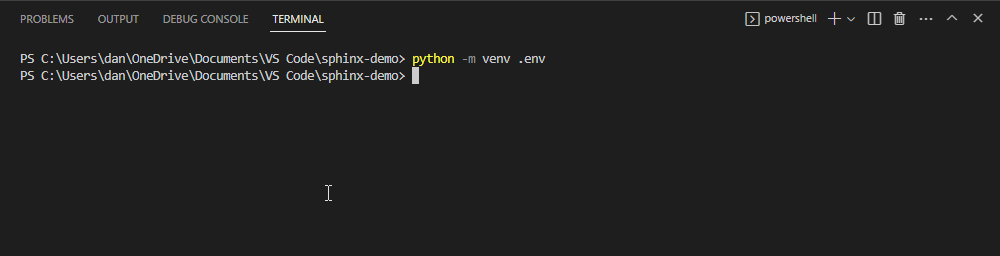 PROBLEMS OUTPUT DEBUG CONSOLE TERMINAL powershell
PS C:\Users\dan\OneDrive\Documents\VS Code\sphinx-demo> python -m venv .env
PS C:\Users\dan\OneDrive\Documents\VS Code\sphinx-demo>